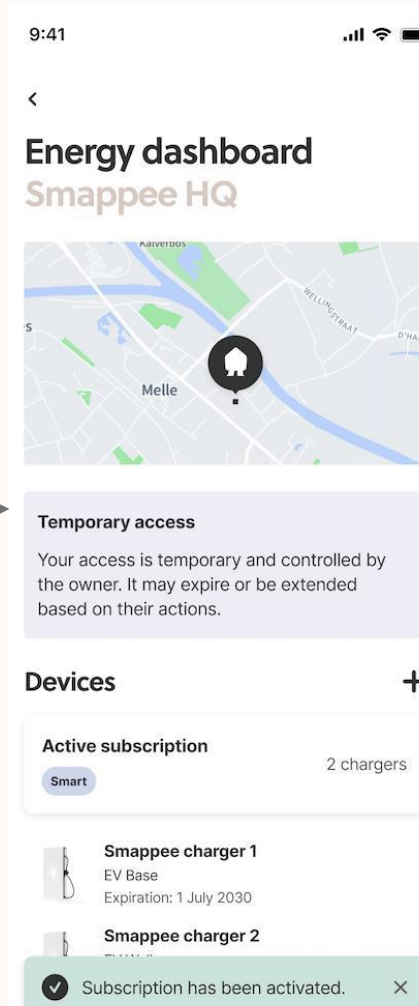 9:41
Energy dashboard
Smappee HQ
Kalverbos
WELLINGSTRAAT
Melle
Temporary access
Your access is temporary and controlled by
the owner. It may expire or be extended
based on their actions.
Devices
Active subscription
Smart
2 chargers
Smappee charger 1
EV Base
Expiration: 1 July 2030
Smappee charger 2
Subscription has been activated.